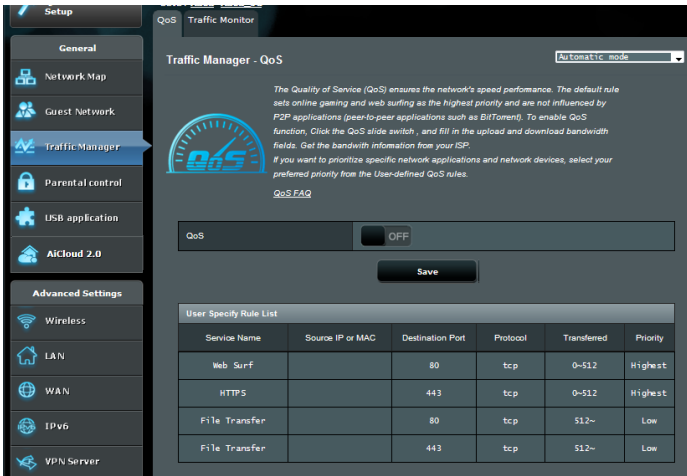 Setup
QoS
Traffic Monitor
General
Network Map
Guest Network
Traffic Manager
Parental control
USB application
AiCloud 2.0
Advanced Settings
Wireless
LAN
WAN
IPv6
VPN Server
Traffic Manager - QoS
Automatic mode
The Quality of Service (QoS) ensures the network's speed performance. The default rule
sets online gaming and web surfing as the highest priority and are not influenced by
P2P applications (peer-to-peer applications such as BitTorrent). To enable QoS
function, Click the QoS slide switch , and fill in the upload and download bandwidth
fields. Get the bandwith information from your ISP.
If you want to prioritize specific network applications and network devices, select your
preferred priority from the User-defined QoS rules.
QoS
QoS FAQ
QoS
OFF
Save
User Specify Rule List
Service Name Source IP or MAC Destination Port Protocol Transferred Priority
Web Surf 80 tcp 0~512 Highest
HTTPS 443 tcp 0~512 Highest
File Transfer 80 tcp 512~ Low
File Transfer 443 tcp 512~ Low